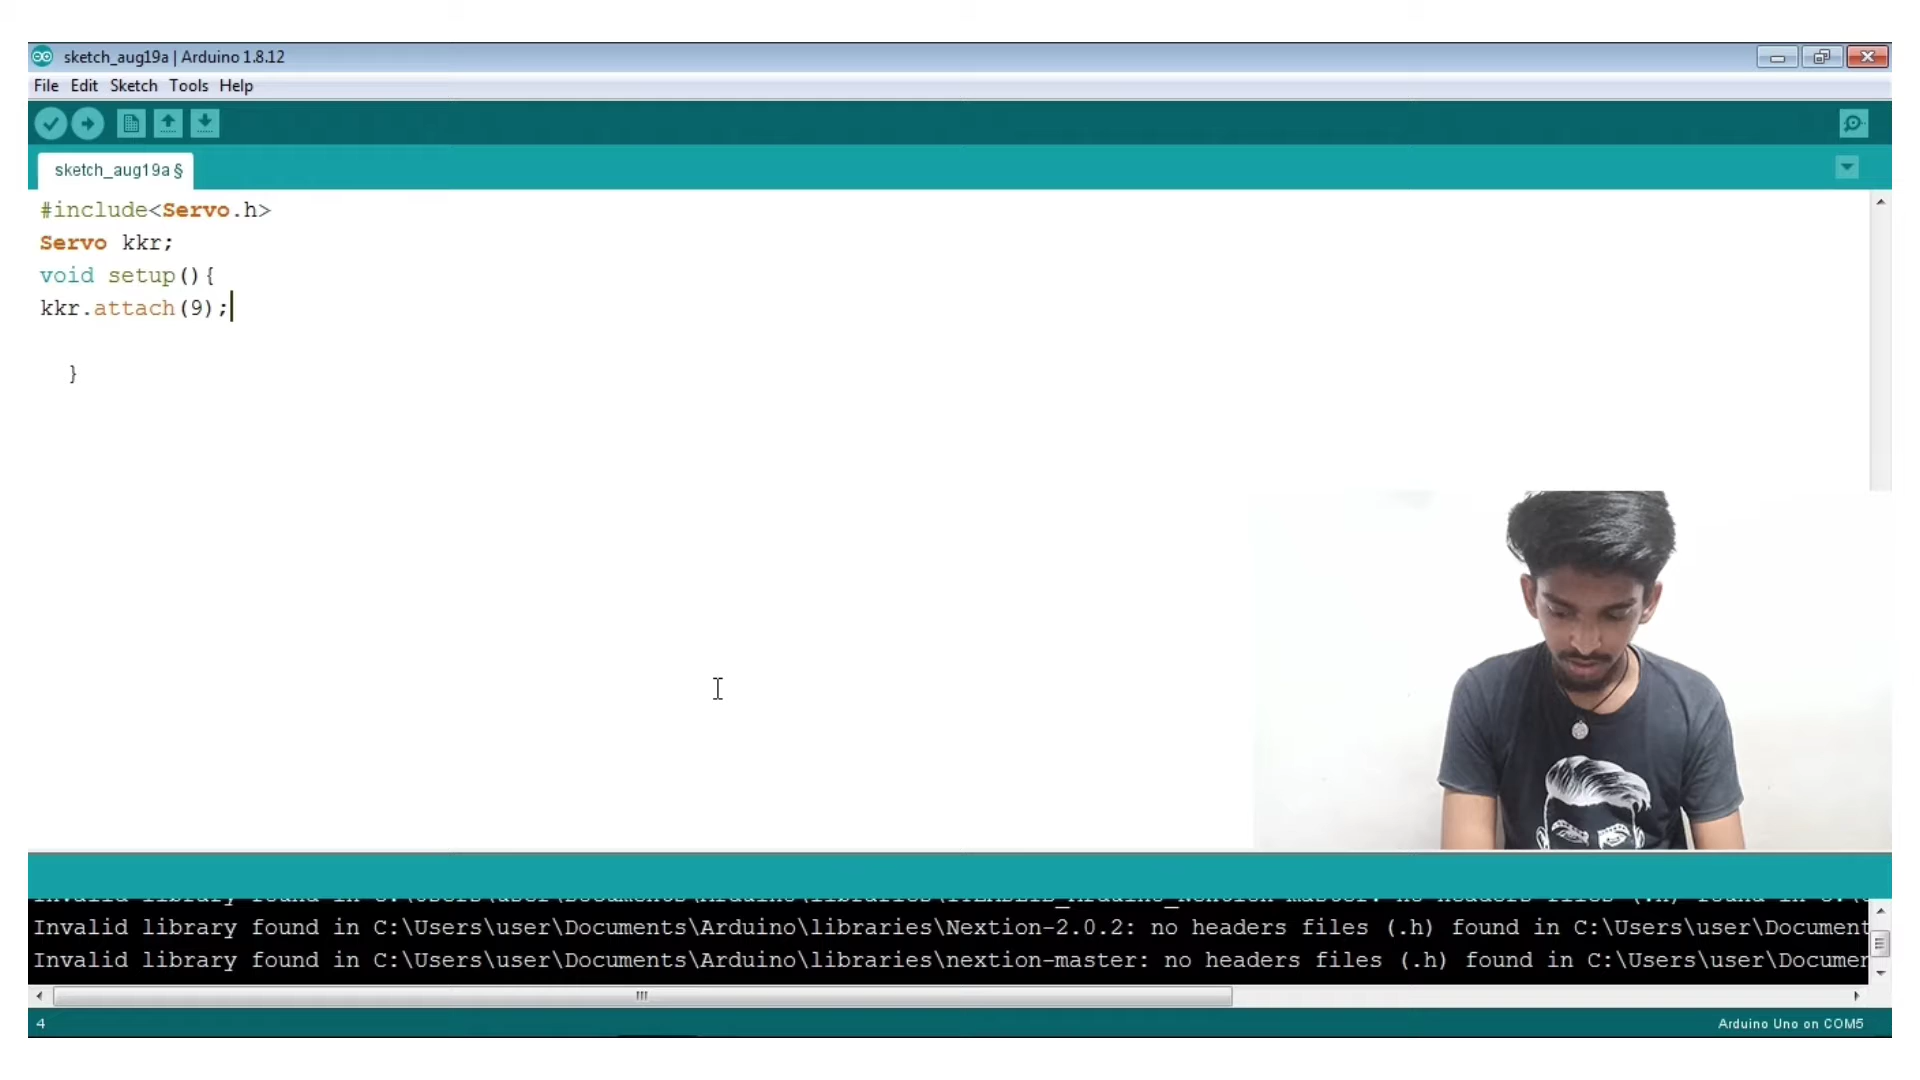 sketch_aug19a | Arduino 1.8.12
File Edit Sketch Tools Help
sketch_aug19a §
#include<Servo.h>
Servo kkr;
void setup(){
kkr.attach(9);
}
Invalid library found in C:\Users\user\Documents\Arduino\libraries\Nextion-2.0.2: no headers files (.h) found in C:\Users\user\Document
Invalid library found in C:\Users\user\Documents\Arduino\libraries\nextion-master: no headers files (.h) found in C:\Users\user\Documen
4
Arduino Uno on COM5